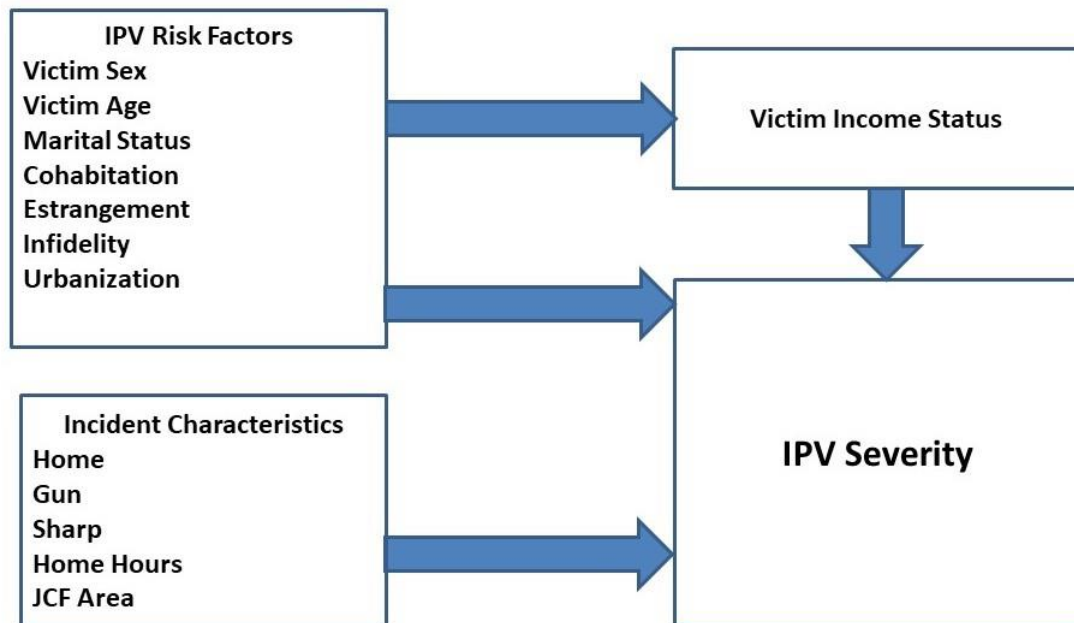 IPV Risk Factors
Victim Sex
Victim Age
Marital Status
Cohabitation
Estrangement
Infidelity
Urbanization
Victim Income Status
Incident Characteristics
Home
Gun
Sharp
Home Hours
JCF Area
IPV Severity